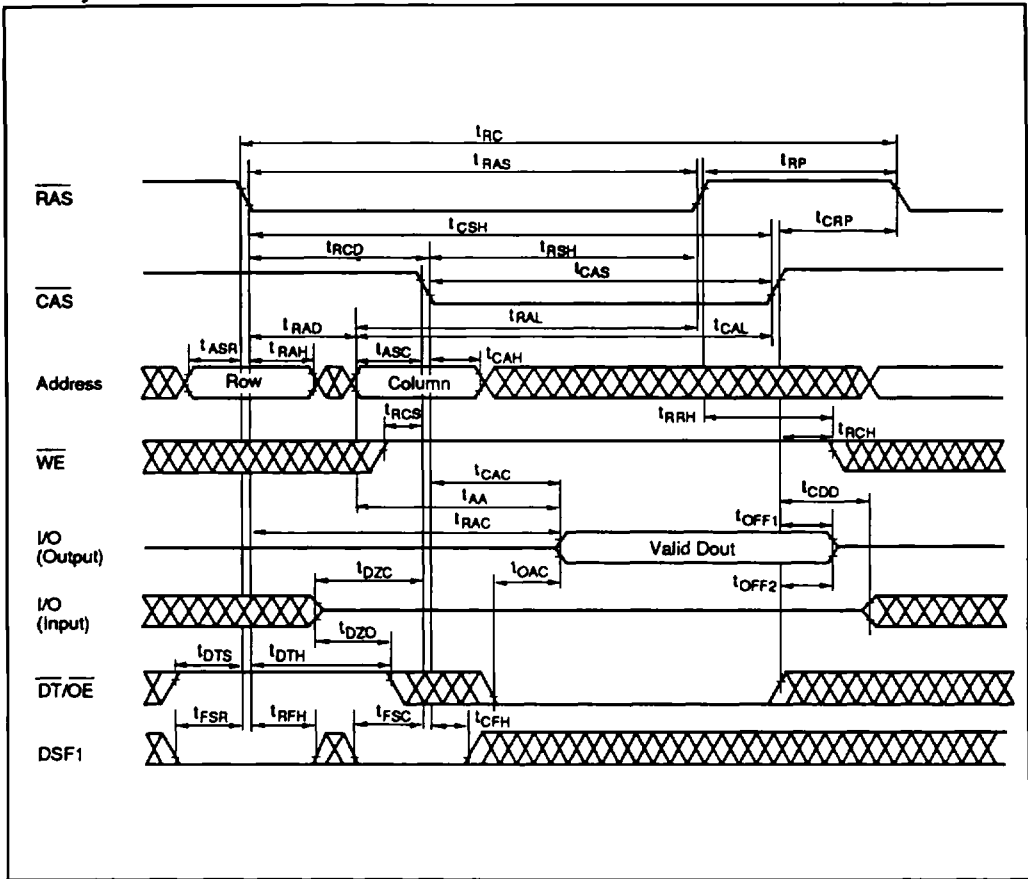 tRC
tRAS tRP
RAS
tCSH tCRP
tRCD tRSH
tCAS
CAS
tRAL
tRAD tCAL
tASR tRAH tASC tCAH
Address Row Column
tRCS tRRH
tRCH
WE
tCAC tCDD
tAA
tRAC tOFF1
I/O
(Output) Valid Dout
tDZC tOAC tOFF2
I/O
(Input)
tDZO
tDTS tDTH
DT/OE
tFSR tRFH tFSC tCFH
DSF1